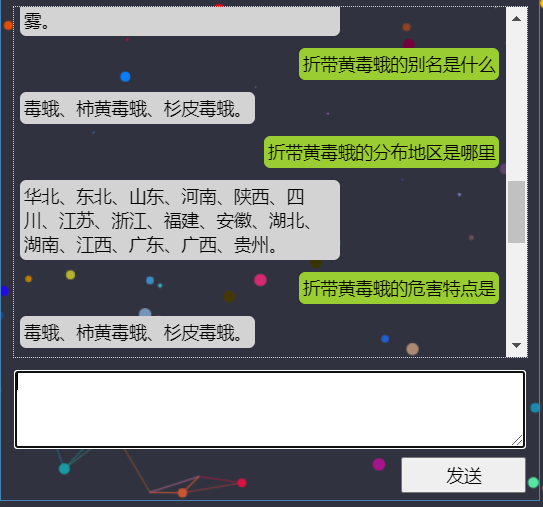 雾。
折带黄毒蛾的别名是什么
毒蛾、柿黄毒蛾、杉皮毒蛾。
折带黄毒蛾的分布地区是哪里
华北、东北、山东、河南、陕西、四
川、江苏、浙江、福建、安徽、湖北、
湖南、江西、广东、广西、贵州。
折带黄毒蛾的危害特点是
毒蛾、柿黄毒蛾、杉皮毒蛾。
发送